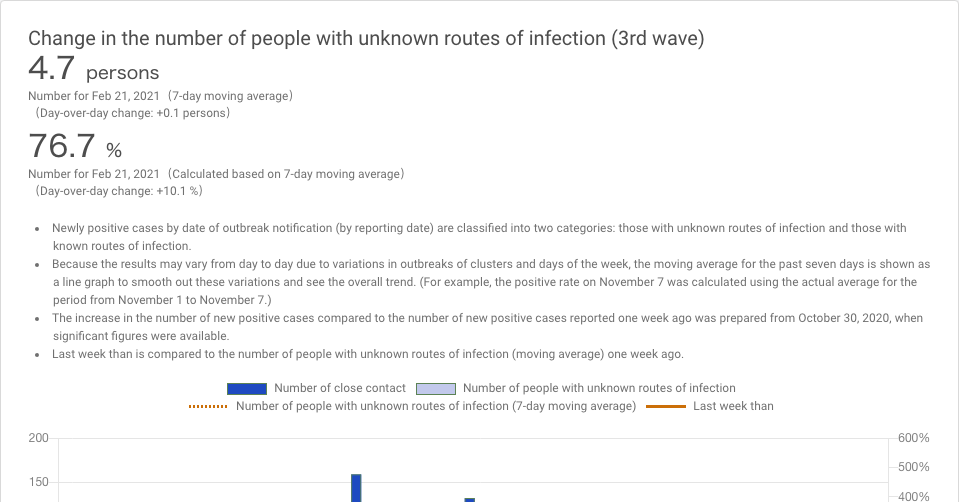 Change in the number of people with unknown routes of infection (3rd wave)
4.7 persons
Number for Feb 21, 2021（7-day moving average）
（Day-over-day change: +0.1 persons）
76.7 %
Number for Feb 21, 2021（Calculated based on 7-day moving average）
（Day-over-day change: +10.1 %）
• Newly positive cases by date of outbreak notification (by reporting date) are classified into two categories: those with unknown routes of infection and those with
known routes of infection.
• Because the results may vary from day to day due to variations in outbreaks of clusters and days of the week, the moving average for the past seven days is shown as
a line graph to smooth out these variations and see the overall trend. (For example, the positive rate on November 7 was calculated using the actual average for the
period from November 1 to November 7.)
• The increase in the number of new positive cases compared to the number of new positive cases reported one week ago was prepared from October 30, 2020, when
significant figures were available.
• Last week than is compared to the number of people with unknown routes of infection (moving average) one week ago.
Number of close contact Number of people with unknown routes of infection
Number of people with unknown routes of infection (7-day moving average) Last week than
200 600%
500%
150
400%